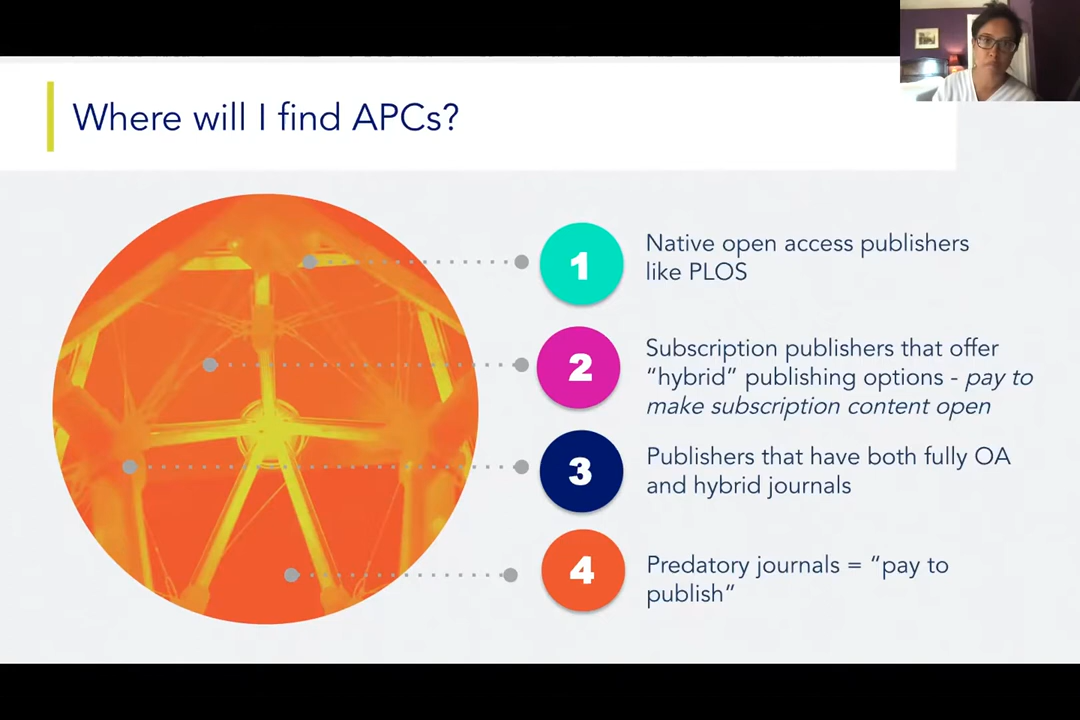 Where will I find APCs?
1
Native open access publishers
like PLOS
2
Subscription publishers that offer
“hybrid” publishing options - pay to
make subscription content open
3
Publishers that have both fully OA
and hybrid journals
4
Predatory journals = “pay to
publish”